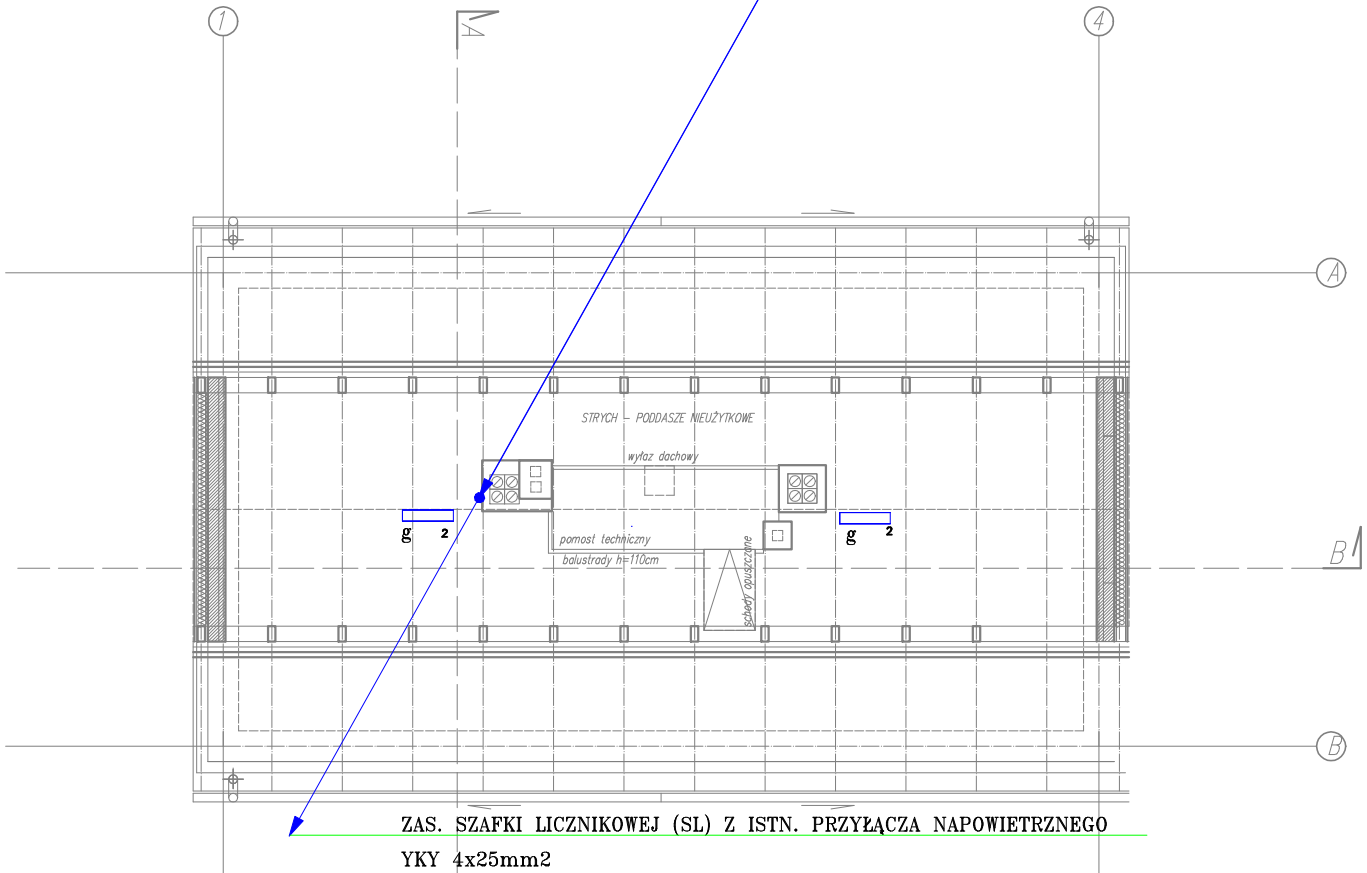 1
A
4
A
STRYCH - PODDASZE NIEUŻYTKOWE
wyłaz dachowy
g 2
g 2
pomost techniczny
balustrady h=110cm
schody opuszczane
B
B
ZAS. SZAFKI LICZNIKOWEJ (SL) Z ISTN. PRZYŁĄCZA NAPOWIETRZNEGO
YKY 4x25mm2